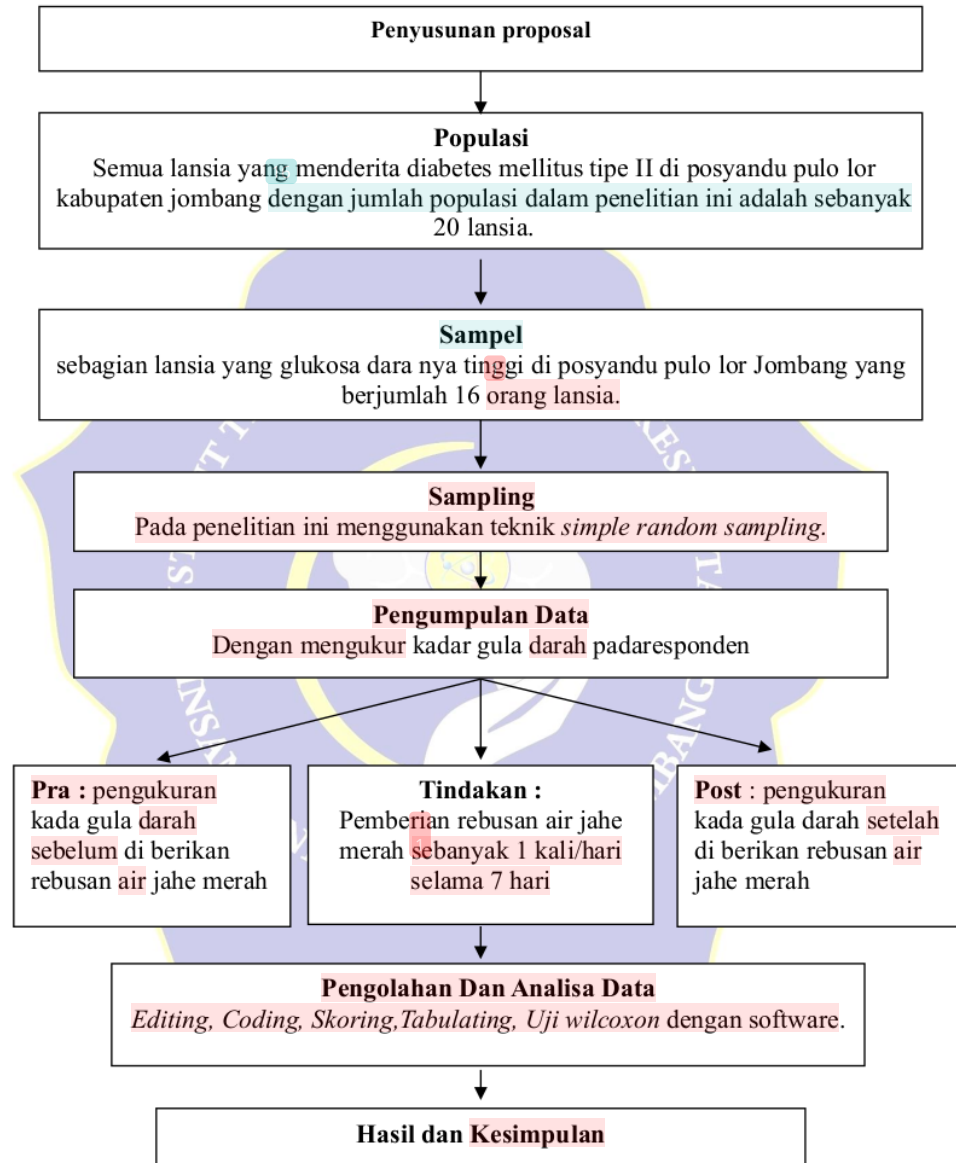 Penyusunan proposal
Populasi
Semua lansia yang menderita diabetes mellitus tipe II di posyandu pulo lor
kabupaten jombang dengan jumlah populasi dalam penelitian ini adalah sebanyak
20 lansia.
Sampel
sebagian lansia yang glukosa dara nya tinggi di posyandu pulo lor Jombang yang
berjumlah 16 orang lansia.
Sampling
Pada penelitian ini menggunakan teknik simple random sampling.
Pengumpulan Data
Dengan mengukur kadar gula darah padaresponden
Pra : pengukuran
kada gula darah
sebelum di berikan
rebusan air jahe merah
Tindakan :
Pemberian rebusan air jahe
merah sebanyak 1 kali/hari
selama 7 hari
Post : pengukuran
kada gula darah setelah
di berikan rebusan air
jahe merah
Pengolahan Dan Analisa Data
Editing, Coding, Skoring,Tabulating, Uji wilcoxon dengan software.
Hasil dan Kesimpulan